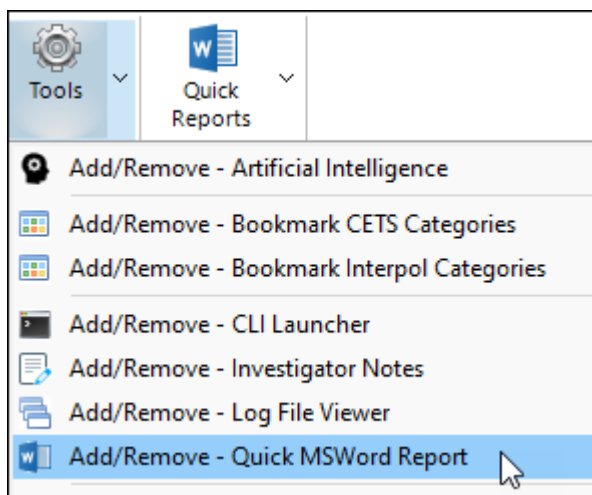 Tools
Quick
Reports
Add/Remove - Artificial Intelligence
Add/Remove - Bookmark CETS Categories
Add/Remove - Bookmark Interpol Categories
Add/Remove - CLI Launcher
Add/Remove - Investigator Notes
Add/Remove - Log File Viewer
Add/Remove - Quick MSWord Report